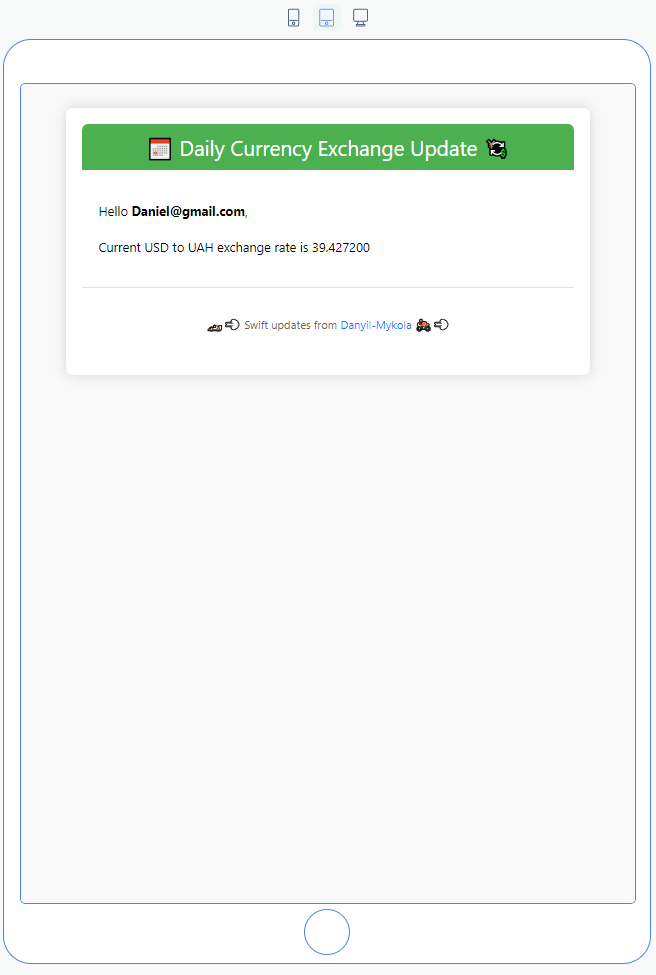 Daily Currency Exchange Update
Hello Daniel@gmail.com,
Current USD to UAH exchange rate is 39.427200
Swift updates from Danyil-Mykola